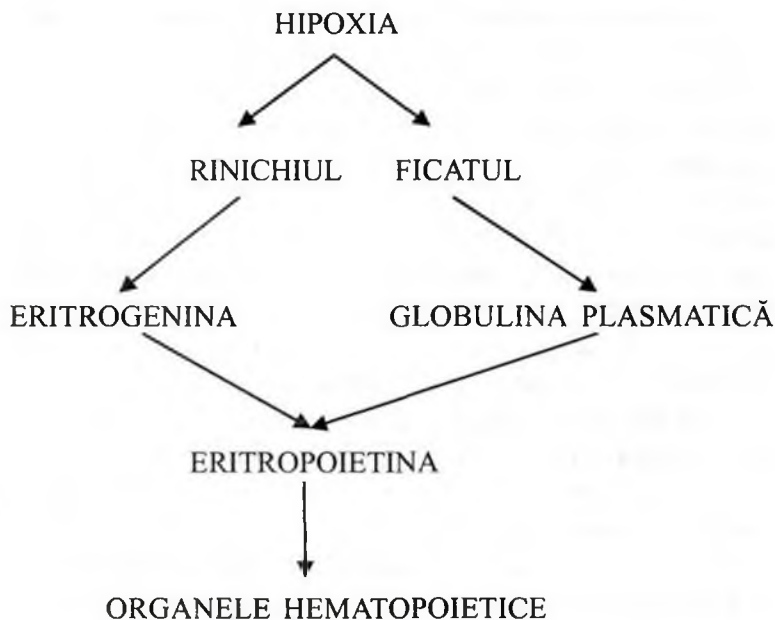 HIPOXIA
RINICHIUL FICATUL
ERITROGENINA GLOBULINA PLASMATICĂ
ERITROPOIETINA
ORGANELE HEMATOPOIETICE